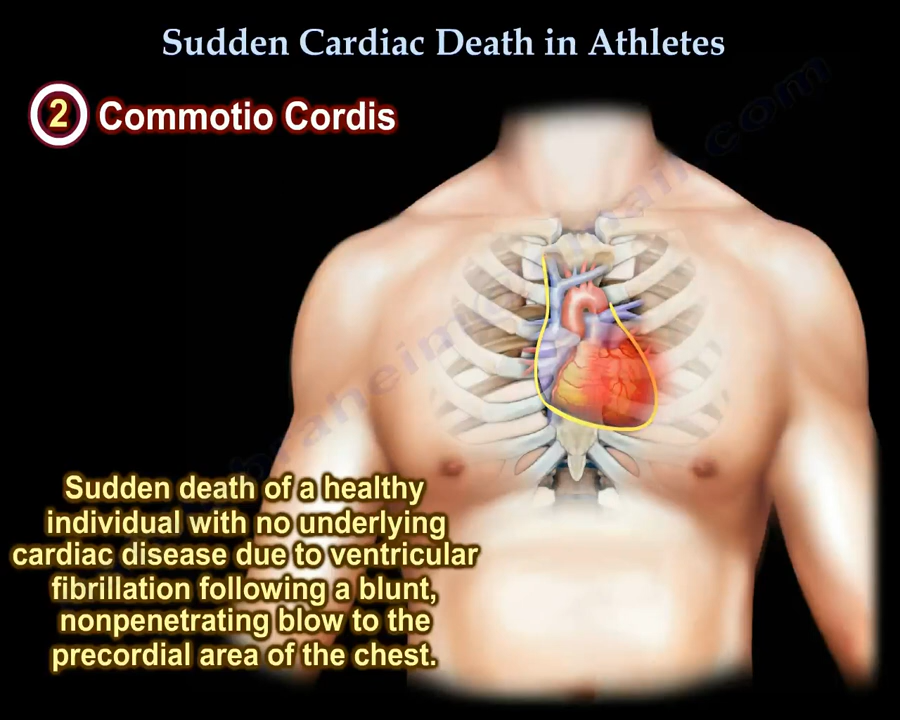 Sudden Cardiac Death in Athletes
2 Commotio Cordis
Sudden death of a healthy
individual with no underlying
cardiac disease due to ventricular
fibrillation following a blunt,
nonpenetrating blow to the
precordial area of the chest.